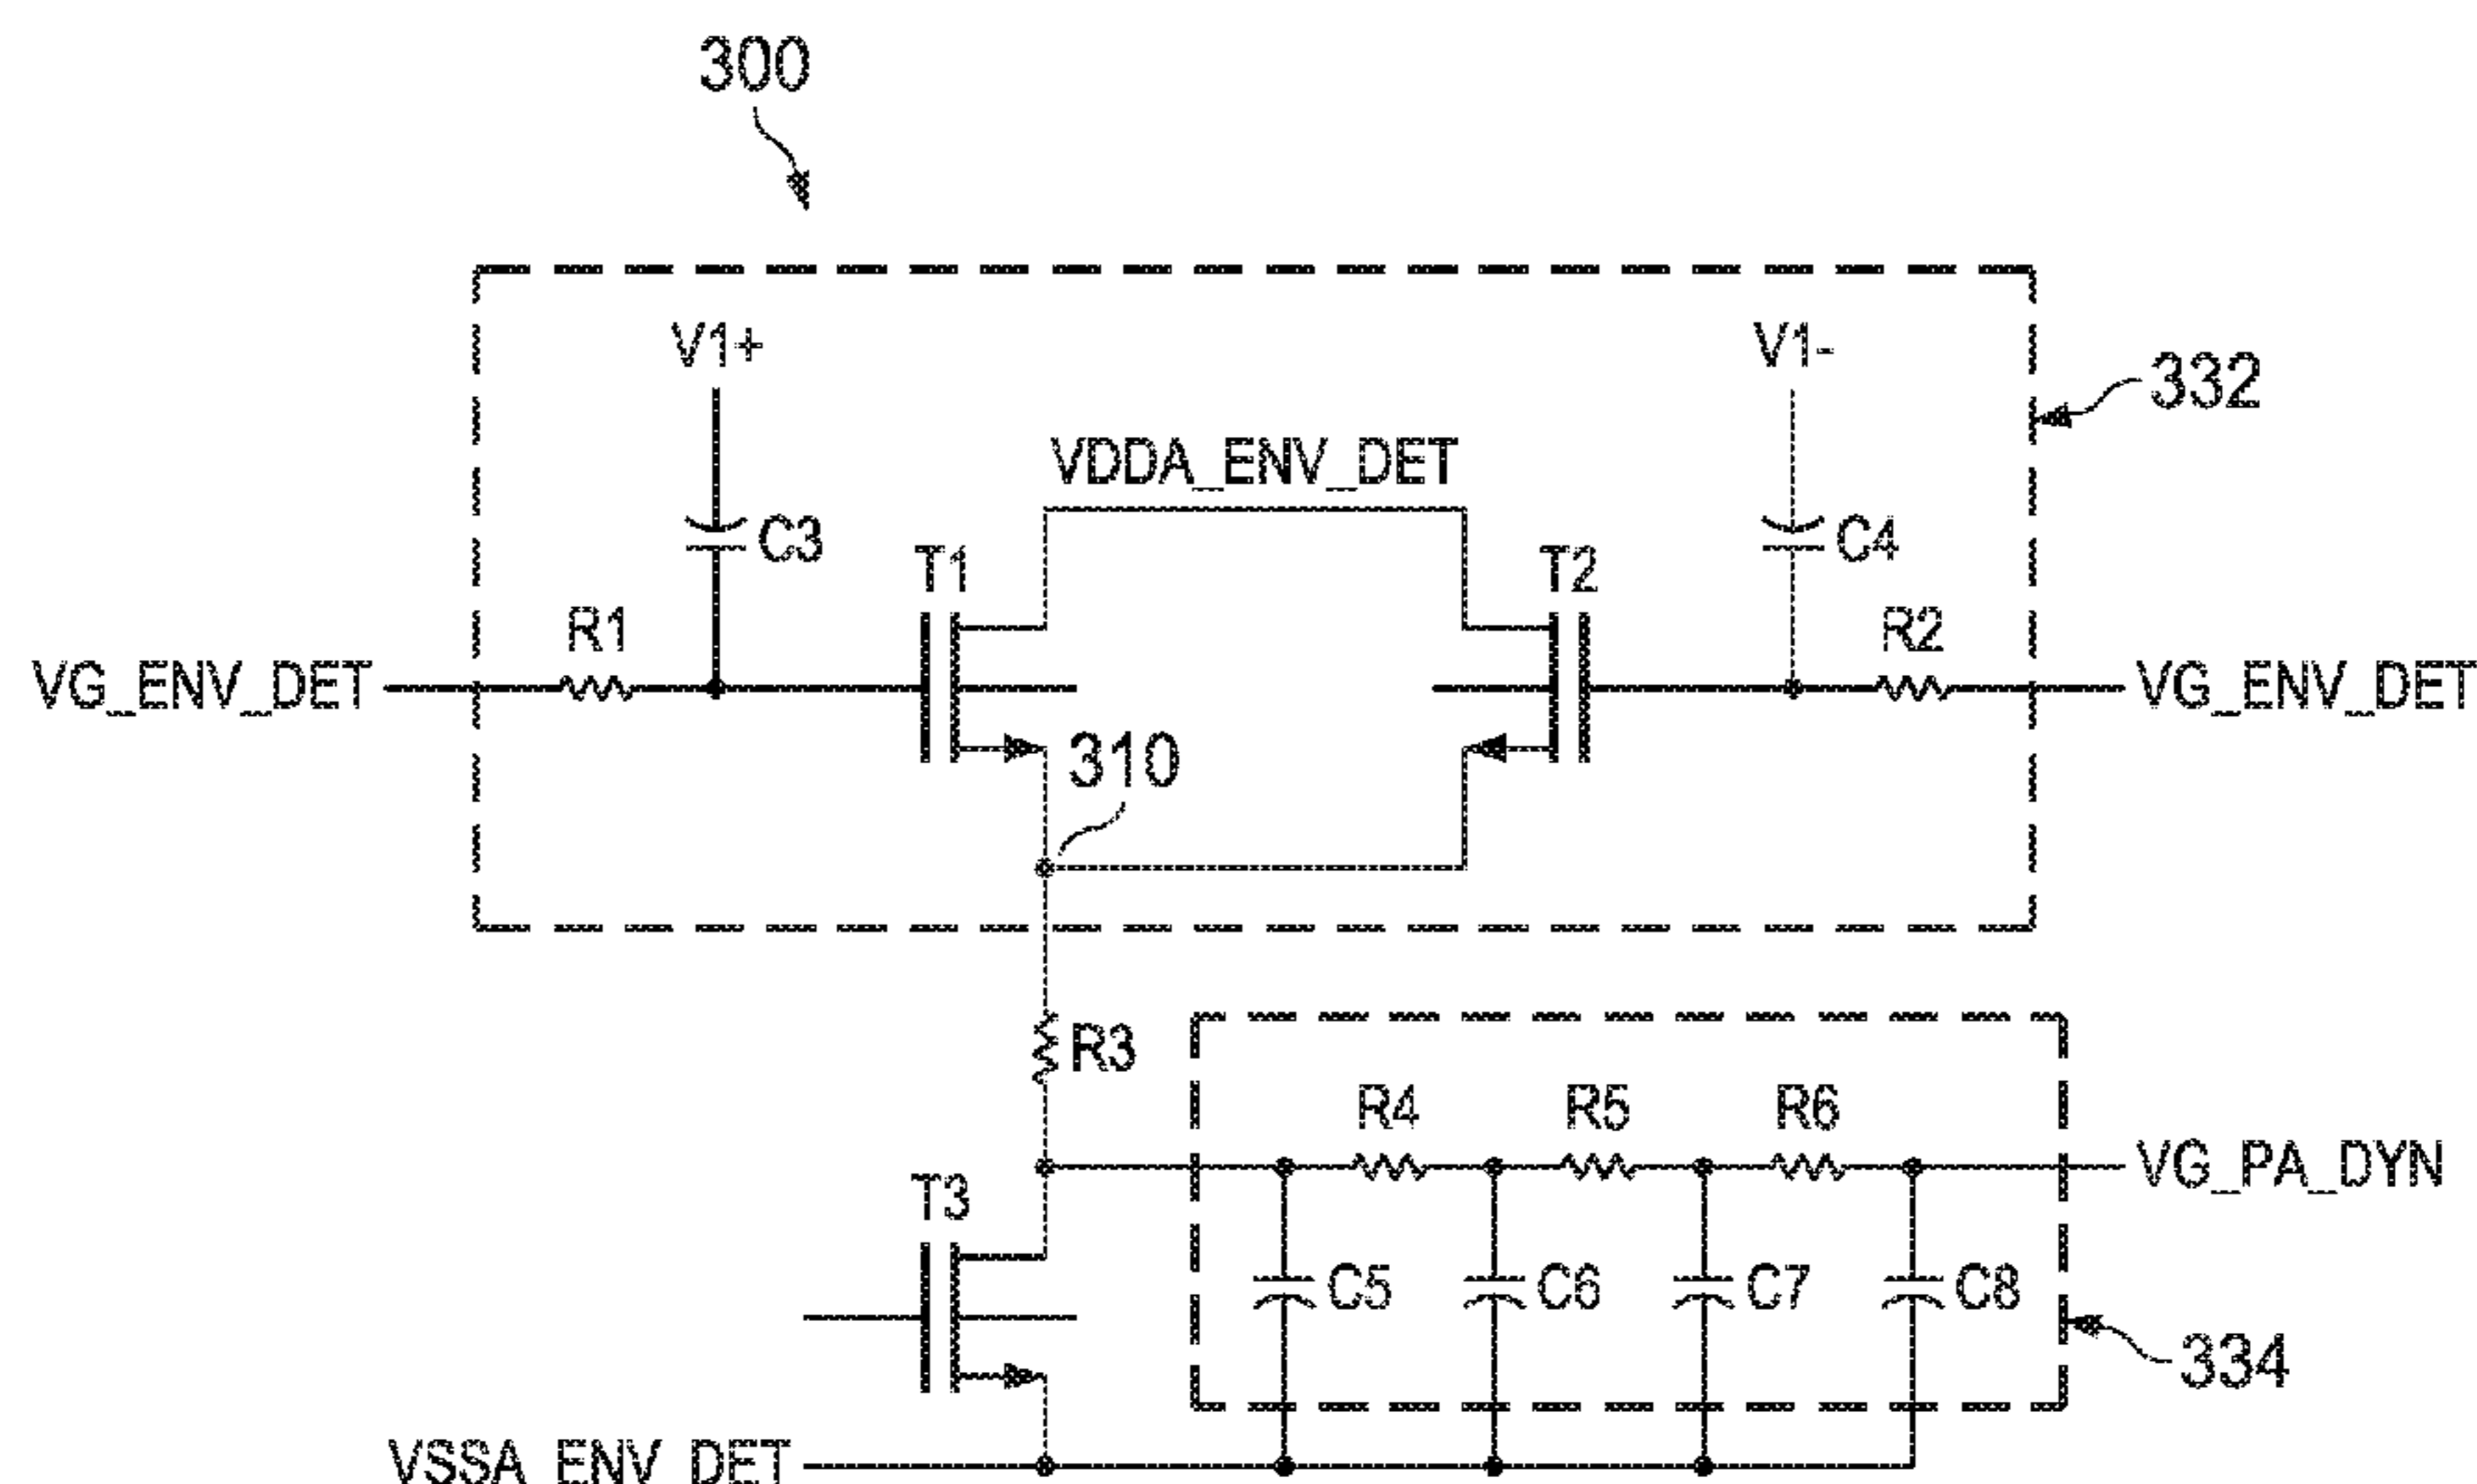 300
V1+
V1-
332
VDDA_ENV_DET
C3
C4
T1
T2
R1
R2
VG_ENV_DET
VG_ENV_DET
310
R3
R4
R5
R6
VG_PA_DYN
T3
C5
C6
C7
C8
334
VSSA_ENV_DET